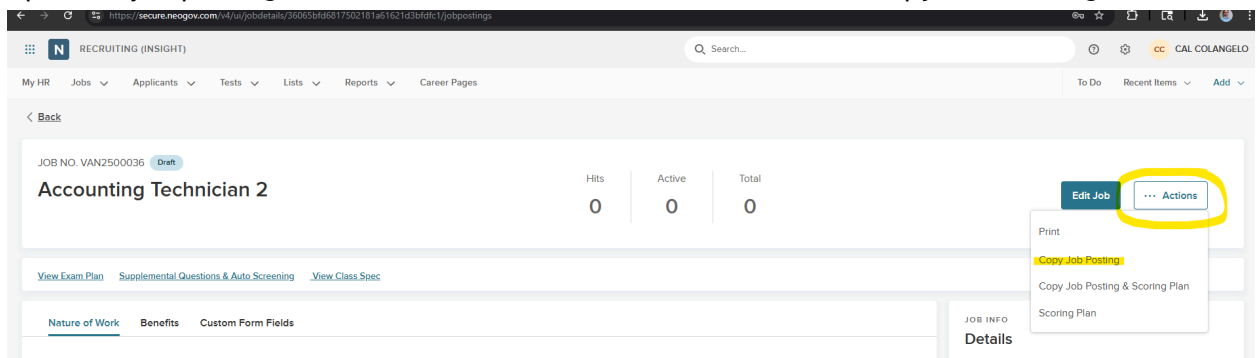 https://secure.neogov.com/v4/ui/jobdetails/36065bfd6817502181a61621d3bfdfc1/jobpostings
N RECRUITING (INSIGHT) Search... CC CAL COLANGELO
My HR Jobs Applicants Tests Lists Reports Career Pages To Do Recent Items Add
Back
JOB NO. VAN2500036 Draft
Accounting Technician 2
Hits Active Total
0 0 0
Edit Job ... Actions
Print
Copy Job Posting
Copy Job Posting & Scoring Plan
Scoring Plan
View Exam Plan Supplemental Questions & Auto Screening View Class Spec
Nature of Work Benefits Custom Form Fields
JOB INFO
Details